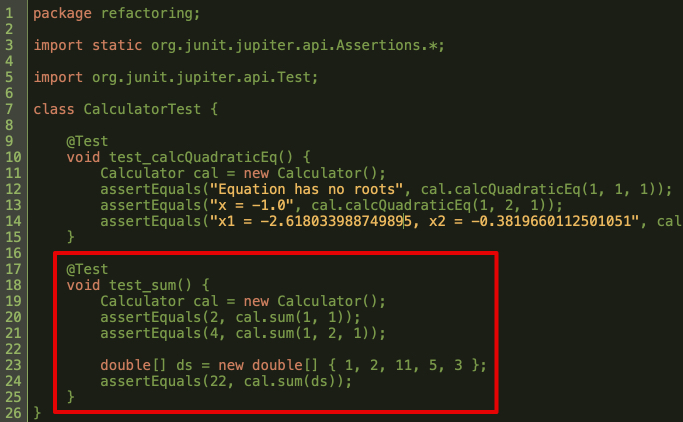 1 package refactoring;
2
3 import static org.junit.jupiter.api.Assertions.*;
4
5 import org.junit.jupiter.api.Test;
6
7 class CalculatorTest {
8
9 @Test
10 void test_calcQuadraticEq() {
11 Calculator cal = new Calculator();
12 assertEquals("Equation has no roots", cal.calcQuadraticEq(1, 1, 1));
13 assertEquals("x = -1.0", cal.calcQuadraticEq(1, 2, 1));
14 assertEquals("x1 = -2.618033988749895, x2 = -0.3819660112501051", cal
15 }
16
17 @Test
18 void test_sum() {
19 Calculator cal = new Calculator();
20 assertEquals(2, cal.sum(1, 1));
21 assertEquals(4, cal.sum(1, 2, 1));
22
23 double[] ds = new double[] { 1, 2, 11, 5, 3 };
24 assertEquals(22, cal.sum(ds));
25 }
26 }